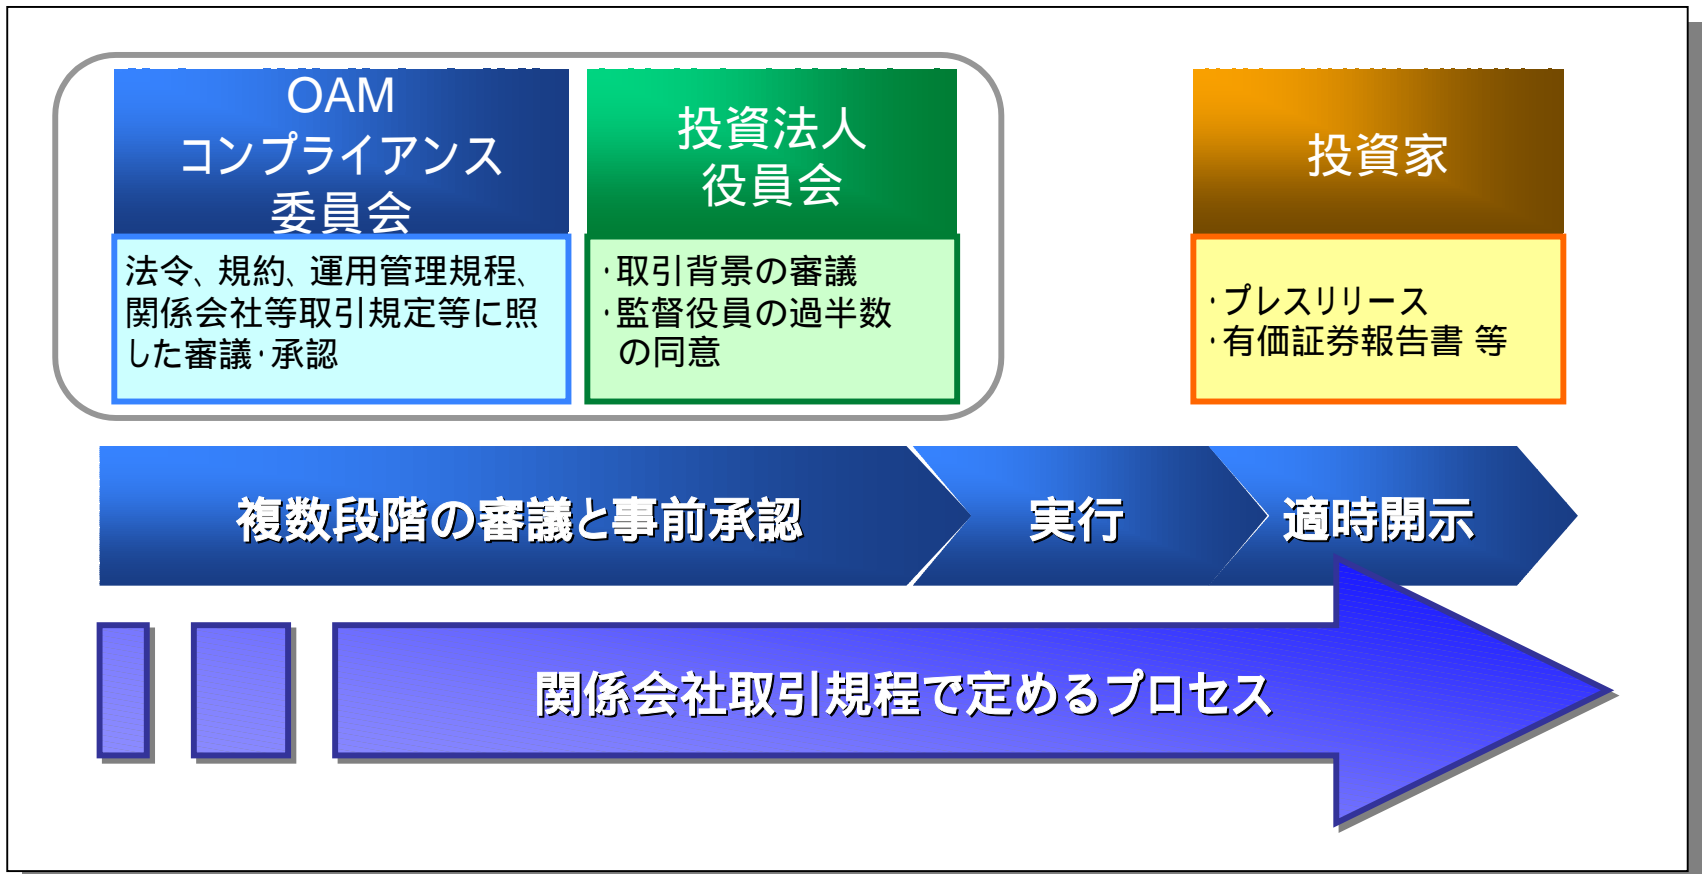 OAM
コンプライアンス
委員会
法令、規約、運用管理規程、
関係会社等取引規定等に照
した審議・承認
投資法人
役員会
・取引背景の審議
・監督役員の過半数
の同意
投資家
・プレスリリース
・有価証券報告書 等
複数段階の審議と事前承認
実行
適時開示
関係会社取引規程で定めるプロセス